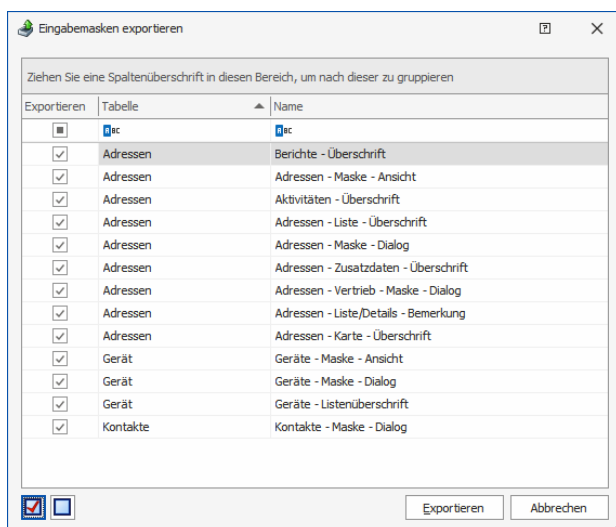 Eingabemasken exportieren
Ziehen Sie eine Spaltenüberschrift in diesen Bereich, um nach dieser zu gruppieren
Exportieren Tabelle Name
ABC ABC
Adressen Berichte - Überschrift
Adressen Adressen - Maske - Ansicht
Adressen Aktivitäten - Überschrift
Adressen Adressen - Liste - Überschrift
Adressen Adressen - Maske - Dialog
Adressen Adressen - Zusatzdaten - Überschrift
Adressen Adressen - Vertrieb - Maske - Dialog
Adressen Adressen - Liste/Details - Bemerkung
Adressen Adressen - Karte - Überschrift
Gerät Geräte - Maske - Ansicht
Gerät Geräte - Maske - Dialog
Gerät Geräte - Listenüberschrift
Kontakte Kontakte - Maske - Dialog
Exportieren Abbrechen